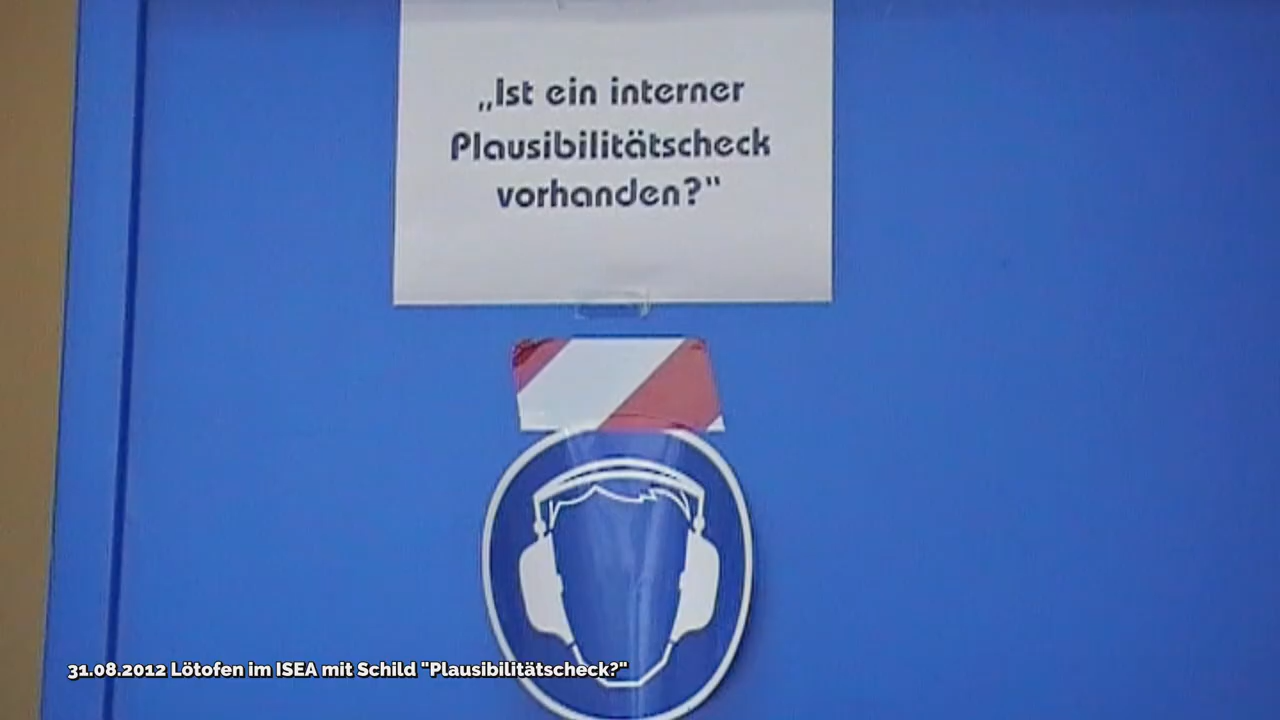 „Ist ein interner
Plausibilitätscheck
vorhanden?“
31.08.2012 Lötofen im ISEA mit Schild "Plausibilitätscheck?"